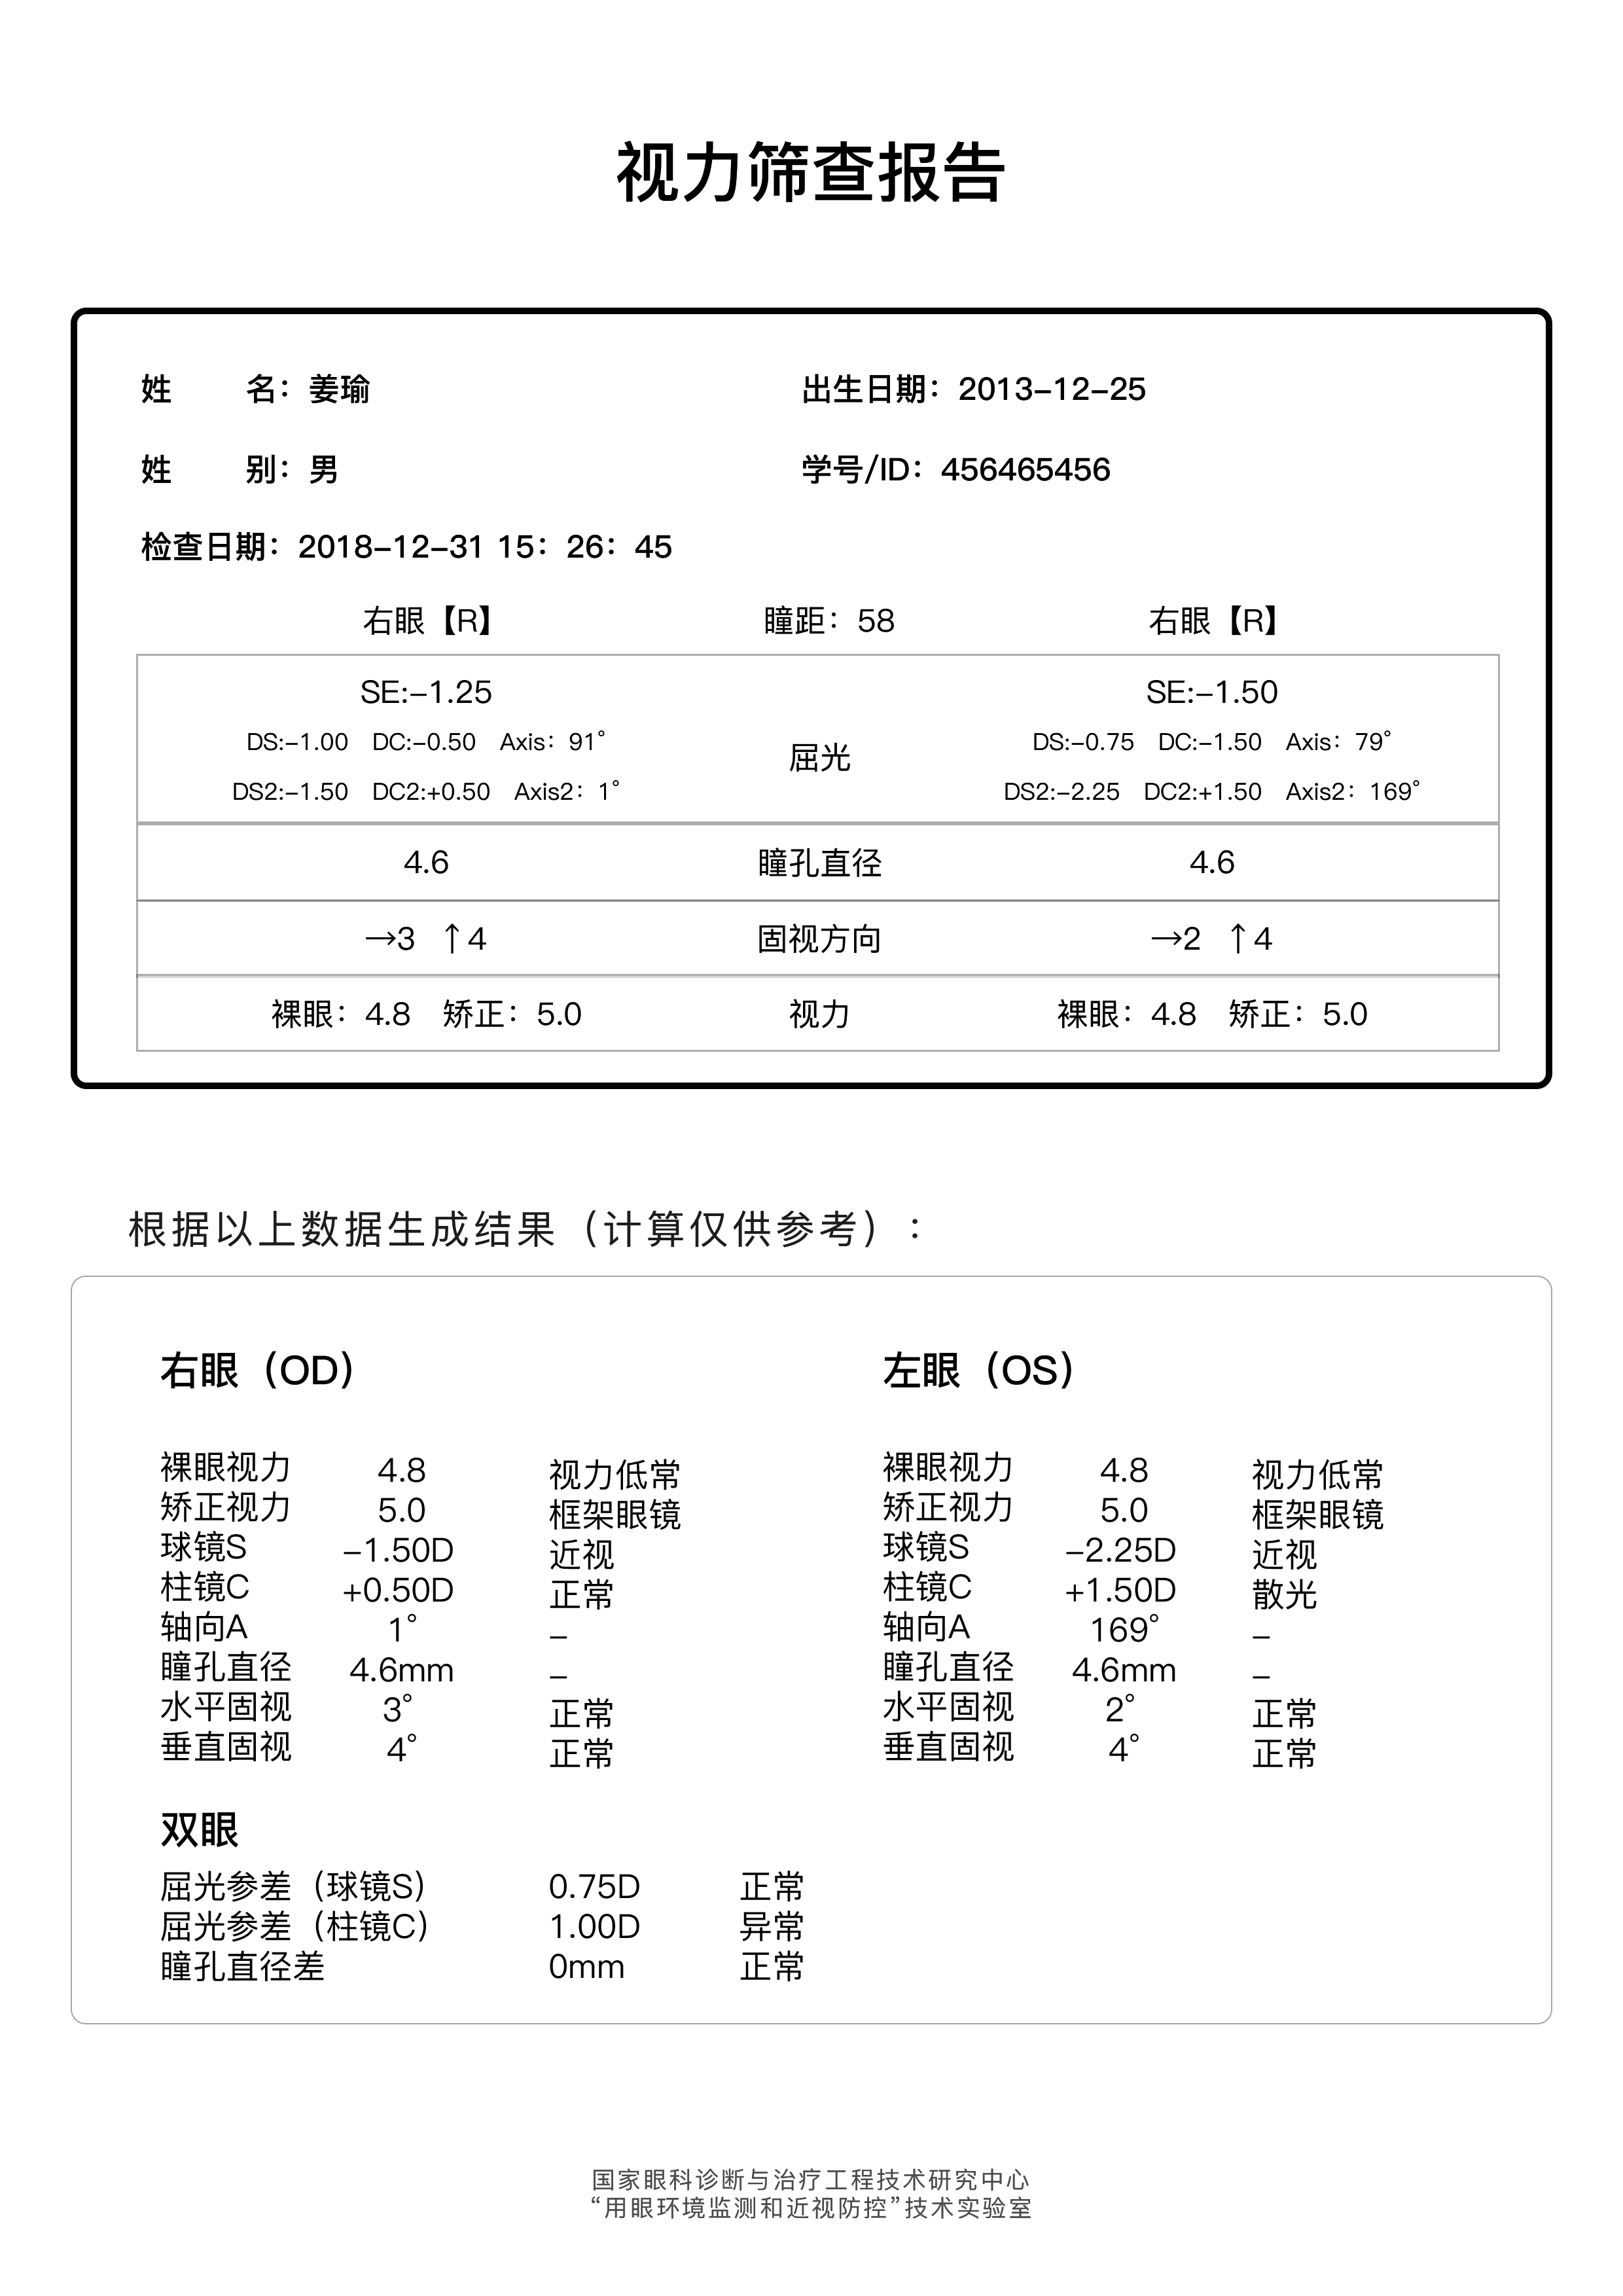 视力筛查报告
姓 名：姜瑜 出生日期：2013-12-25
姓 别：男 学号/ID：456465456
检查日期：2018-12-31 15：26：45
右眼【R】 瞳距：58 右眼【R】
SE:-1.25 SE:-1.50
DS:-1.00 DC:-0.50 Axis：91° 屈光 DS:-0.75 DC:-1.50 Axis：79°
DS2:-1.50 DC2:+0.50 Axis2：1° DS2:-2.25 DC2:+1.50 Axis2：169°
4.6 瞳孔直径 4.6
→3 ↑4 固视方向 →2 ↑4
裸眼：4.8 矫正：5.0 视力 裸眼：4.8 矫正：5.0
根据以上数据生成结果（计算仅供参考）：
右眼（OD） 左眼（OS）
裸眼视力 4.8 视力低常 裸眼视力 4.8 视力低常
矫正视力 5.0 框架眼镜 矫正视力 5.0 框架眼镜
球镜S -1.50D 近视 球镜S -2.25D 近视
柱镜C +0.50D 正常 柱镜C +1.50D 散光
轴向A 1° - 轴向A 169° -
瞳孔直径 4.6mm - 瞳孔直径 4.6mm -
水平固视 3° 正常 水平固视 2° 正常
垂直固视 4° 正常 垂直固视 4° 正常
双眼
屈光参差（球镜S） 0.75D 正常
屈光参差（柱镜C） 1.00D 异常
瞳孔直径差 0mm 正常
国家眼科诊断与治疗工程技术研究中心
“用眼环境监测和近视防控”技术实验室